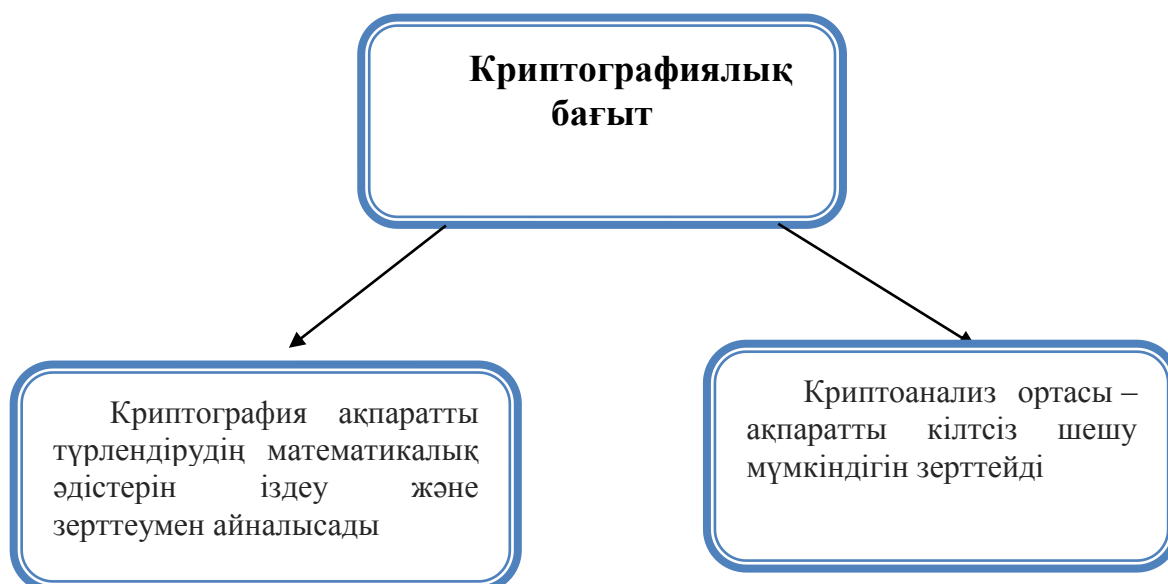 Криптографиялық
бағыт
Криптография ақпаратты
түрлендірудің математикалық
әдістерін іздеу және
зерттеумен айналысады
Криптоанализ ортасы –
ақпаратты кілтсіз шешу
мүмкіндігін зерттейді